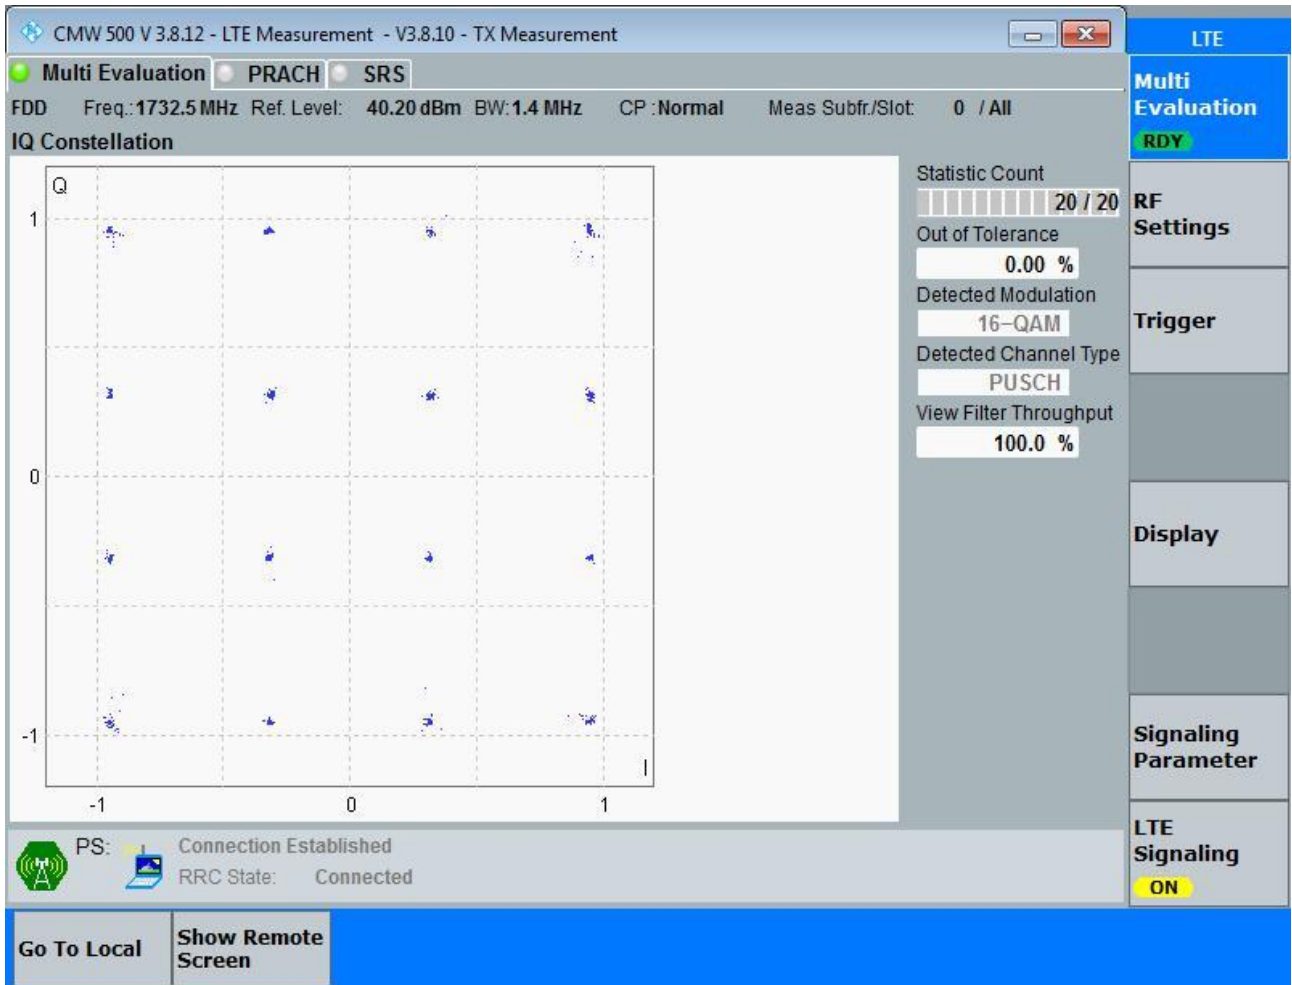 CMW 500 V 3.8.12 - LTE Measurement - V3.8.10 - TX Measurement
LTE
Multi Evaluation PRACH SRS
FDD Freq.: 1732.5 MHz Ref. Level: 40.20 dBm BW: 1.4 MHz CP : Normal Meas Subfr./Slot: 0 / All
IQ Constellation
Q
1
0
-1
-1 0 1
I
Statistic Count
20 / 20
Out of Tolerance
0.00 %
Detected Modulation
16-QAM
Detected Channel Type
PUSCH
View Filter Throughput
100.0 %
Multi
Evaluation
RDY
RF
Settings
Trigger
Display
Signaling
Parameter
LTE
Signaling
ON
PS: Connection Established
RRC State: Connected
Go To Local
Show Remote
Screen